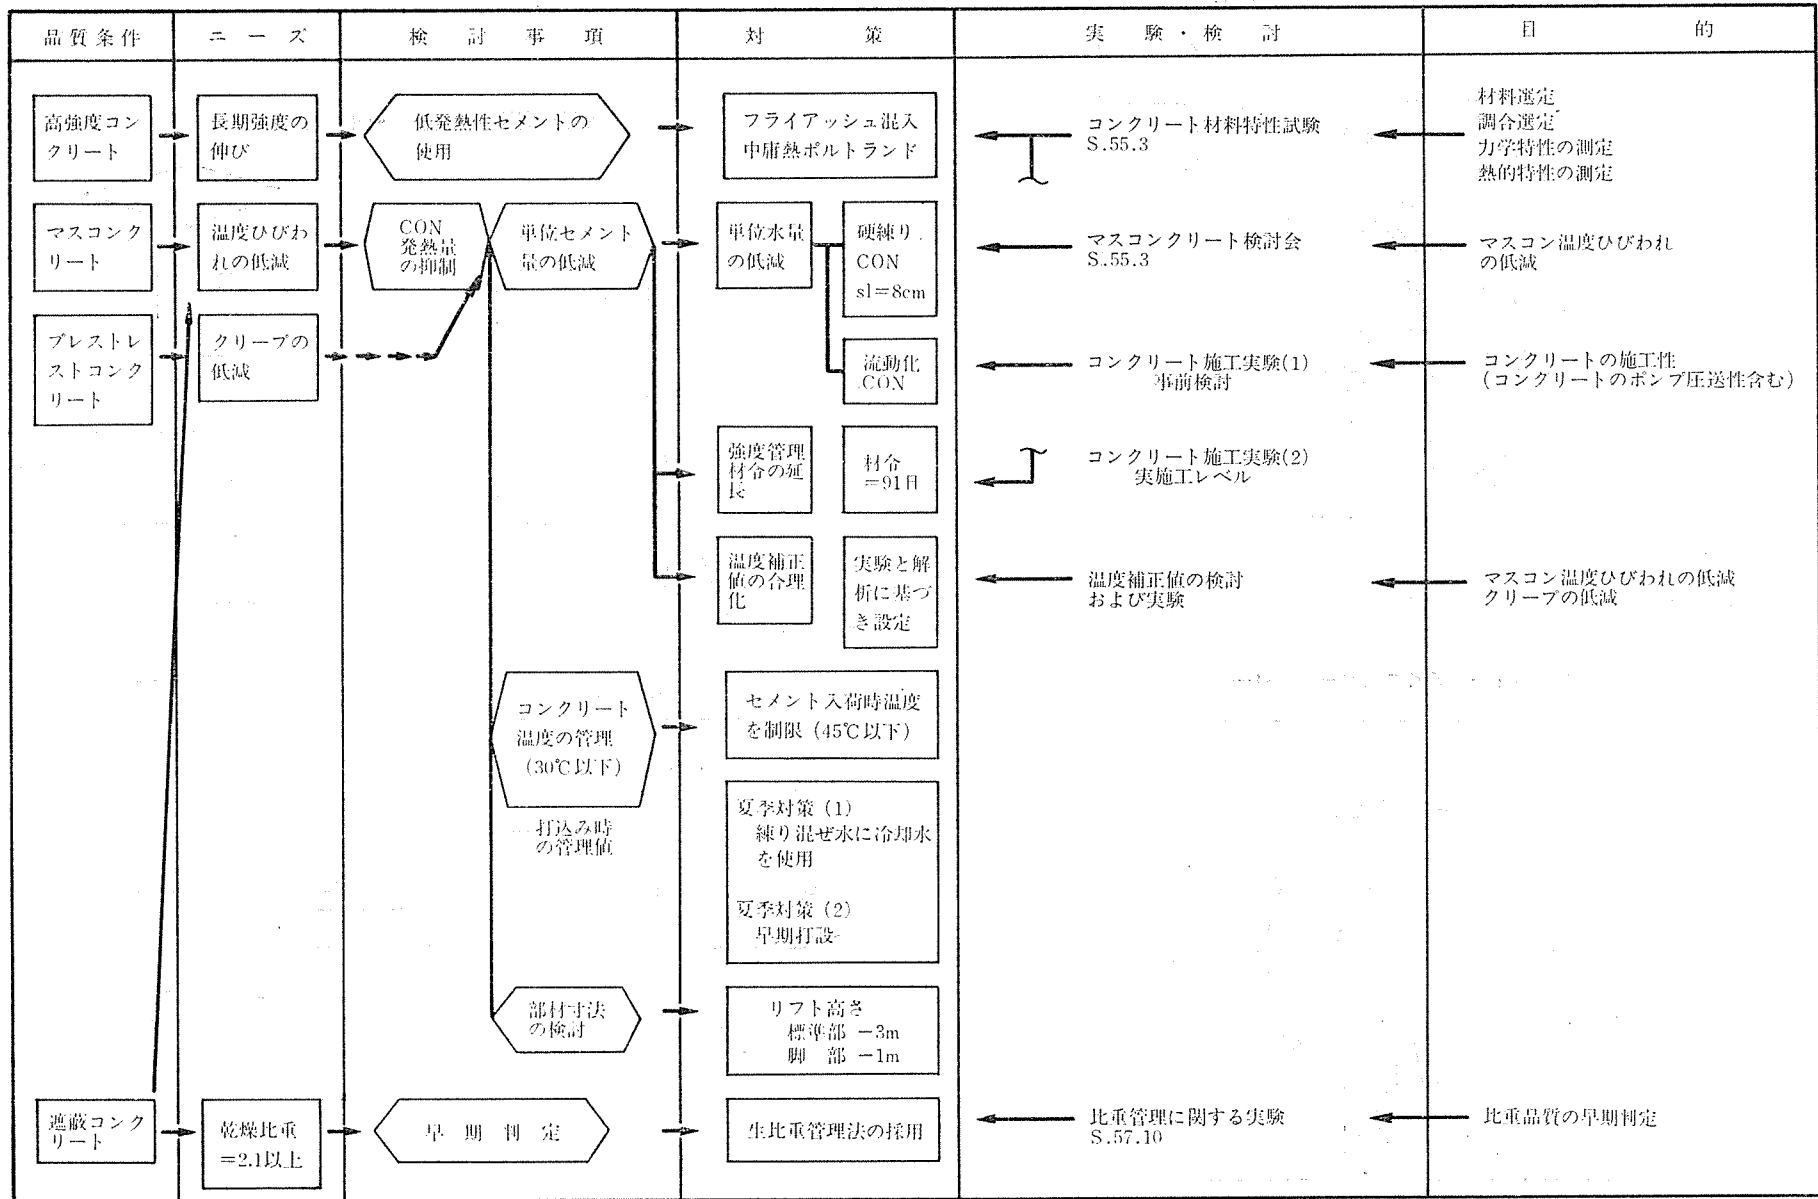 品質条件
ニーズ
検討事項
対策
実験・検討
目的
高強度コン
クリート
長期強度の
伸び
低発熱性セメントの
使用
フライアッシュ混入
中庸熱ポルトランド
コンクリート材料特性試験
S.55.3
材料選定
調合選定
力学特性の測定
熱的特性の測定
マスコンク
リート
温度ひびわ
れの低減
CON
発熱量
の抑制
単位セメント
量の低減
単位水量
の低減
硬練り
CON
sl=8cm
マスコンクリート検討会
S.55.3
マスコン温度ひびわれ
の低減
プレストレ
ストコンク
リート
クリープの
低減
流動化
CON
コンクリート施工実験(1)
事前検討
コンクリートの施工性
(コンクリートのポンプ圧送性含む)
強度管理
材令の延
長
材令
=91日
コンクリート施工実験(2)
実施工レベル
温度補正
値の合理
化
実験と解
析に基づ
き設定
温度補正値の検討
および実験
マスコン温度ひびわれの低減
クリープの低減
コンクリート
温度の管理
(30℃以下)
打込み時
の管理値
セメント入荷時温度
を制限(45℃以下)
夏季対策(1)
練り混ぜ水に冷却水
を使用
夏季対策(2)
早期打設
部材寸法
の検討
リフト高さ
標準部 -3m
脚 部 -1m
遮蔽コンク
リート
乾燥比重
=2.1以上
早期判定
生比重管理法の採用
比重管理に関する実験
S.57.10
比重品質の早期判定